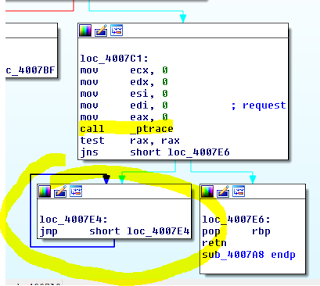 c_4007BF
loc_4007C1:
mov ecx, 0
mov edx, 0
mov esi, 0
mov edi, 0 ; request
mov eax, 0
call _ptrace
test rax, rax
jns short loc_4007E6
loc_4007E4:
jmp short loc_4007E4
loc_4007E6:
pop rbp
retn
sub_4007A8 endp